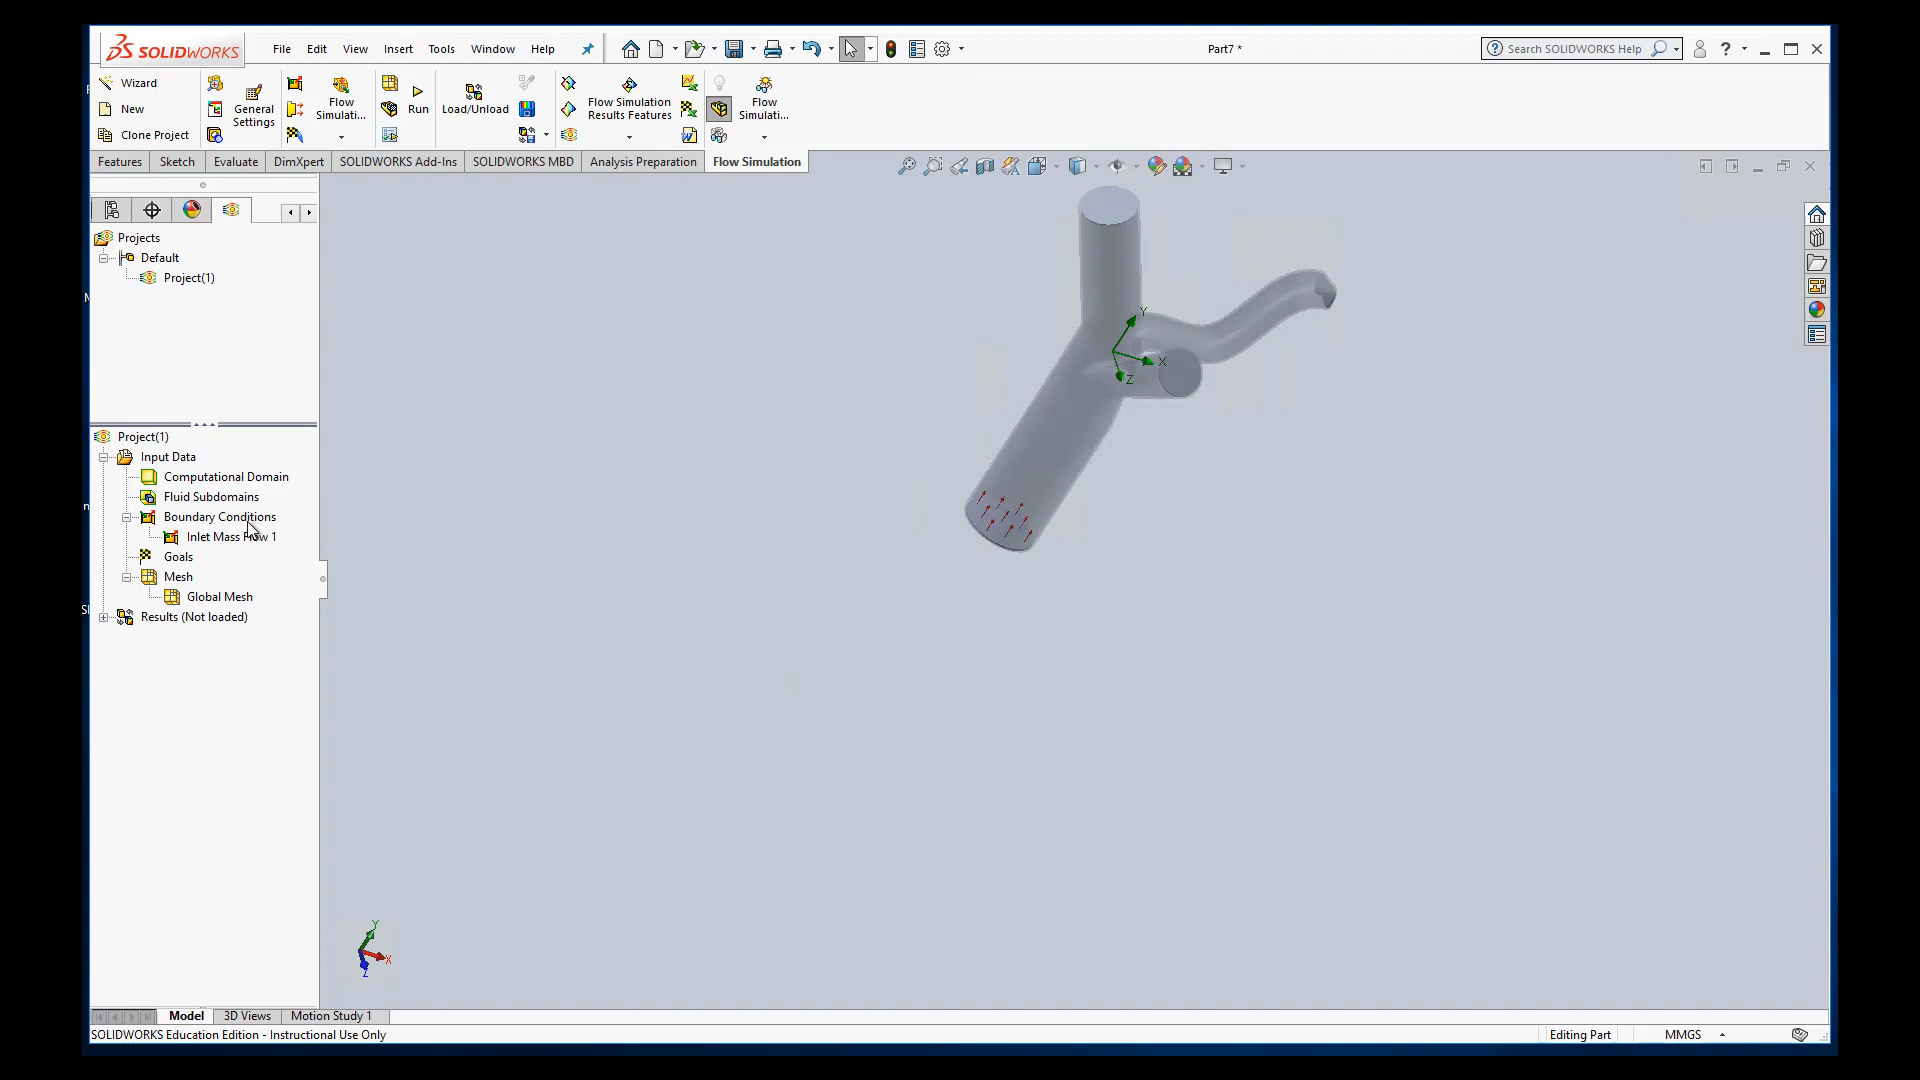 SOLIDWORKS
File Edit View Insert Tools Window Help
Part7 *
Search SOLIDWORKS Help
Wizard
New
Clone Project
General Settings
Flow Simulati...
Run
Load/Unload
Flow Simulation Results Features
Flow Simulati...
Features Sketch Evaluate DimXpert SOLIDWORKS Add-Ins SOLIDWORKS MBD Analysis Preparation Flow Simulation
Projects
Default
Project(1)
Project(1)
Input Data
Computational Domain
Fluid Subdomains
Boundary Conditions
Inlet Mass Flow 1
Goals
Mesh
Global Mesh
Results (Not loaded)
Y
X
Z
Y
X
Z
Model 3D Views Motion Study 1
SOLIDWORKS Education Edition - Instructional Use Only
Editing Part
MMGS